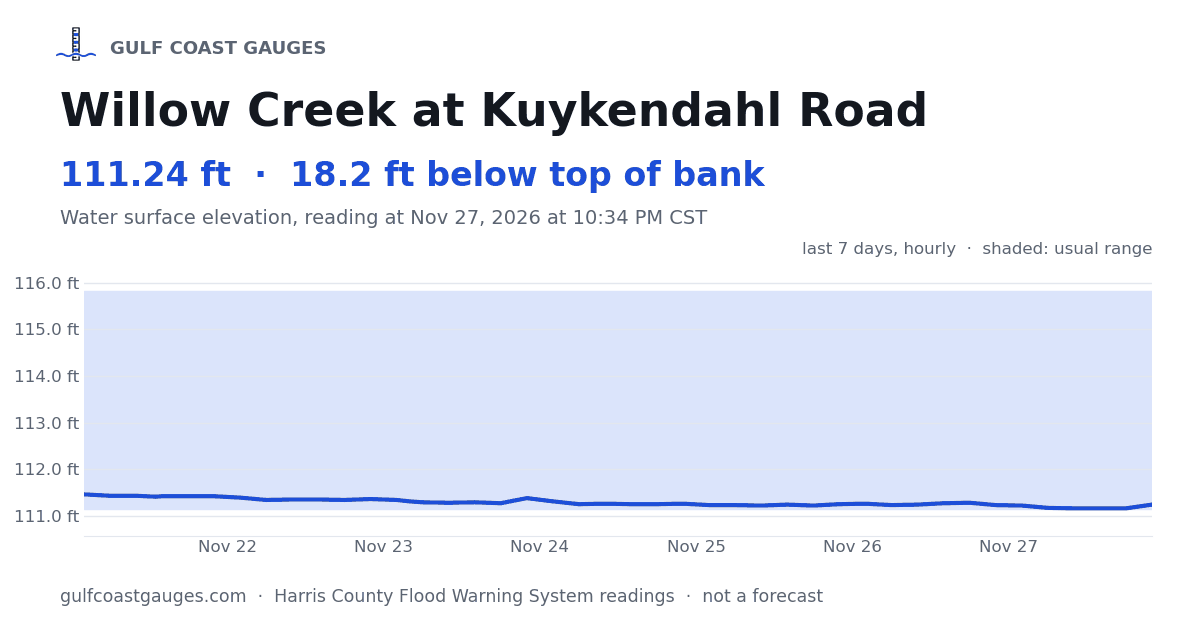 GULF COAST GAUGES
Willow Creek at Kuykendahl Road
111.24 ft · 18.2 ft below top of bank
Water surface elevation, reading at Nov 27, 2026 at 10:34 PM CST
last 7 days, hourly · shaded: usual range
116.0 ft
115.0 ft
114.0 ft
113.0 ft
112.0 ft
111.0 ft
Nov 22 Nov 23 Nov 24 Nov 25 Nov 26 Nov 27
gulfcoastgauges.com · Harris County Flood Warning System readings · not a forecast